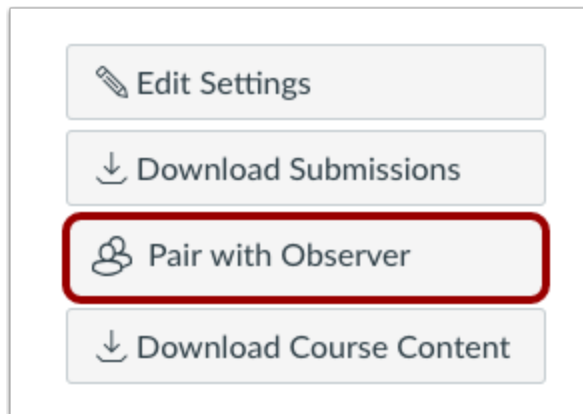 Edit Settings
Download Submissions
Pair with Observer
Download Course Content